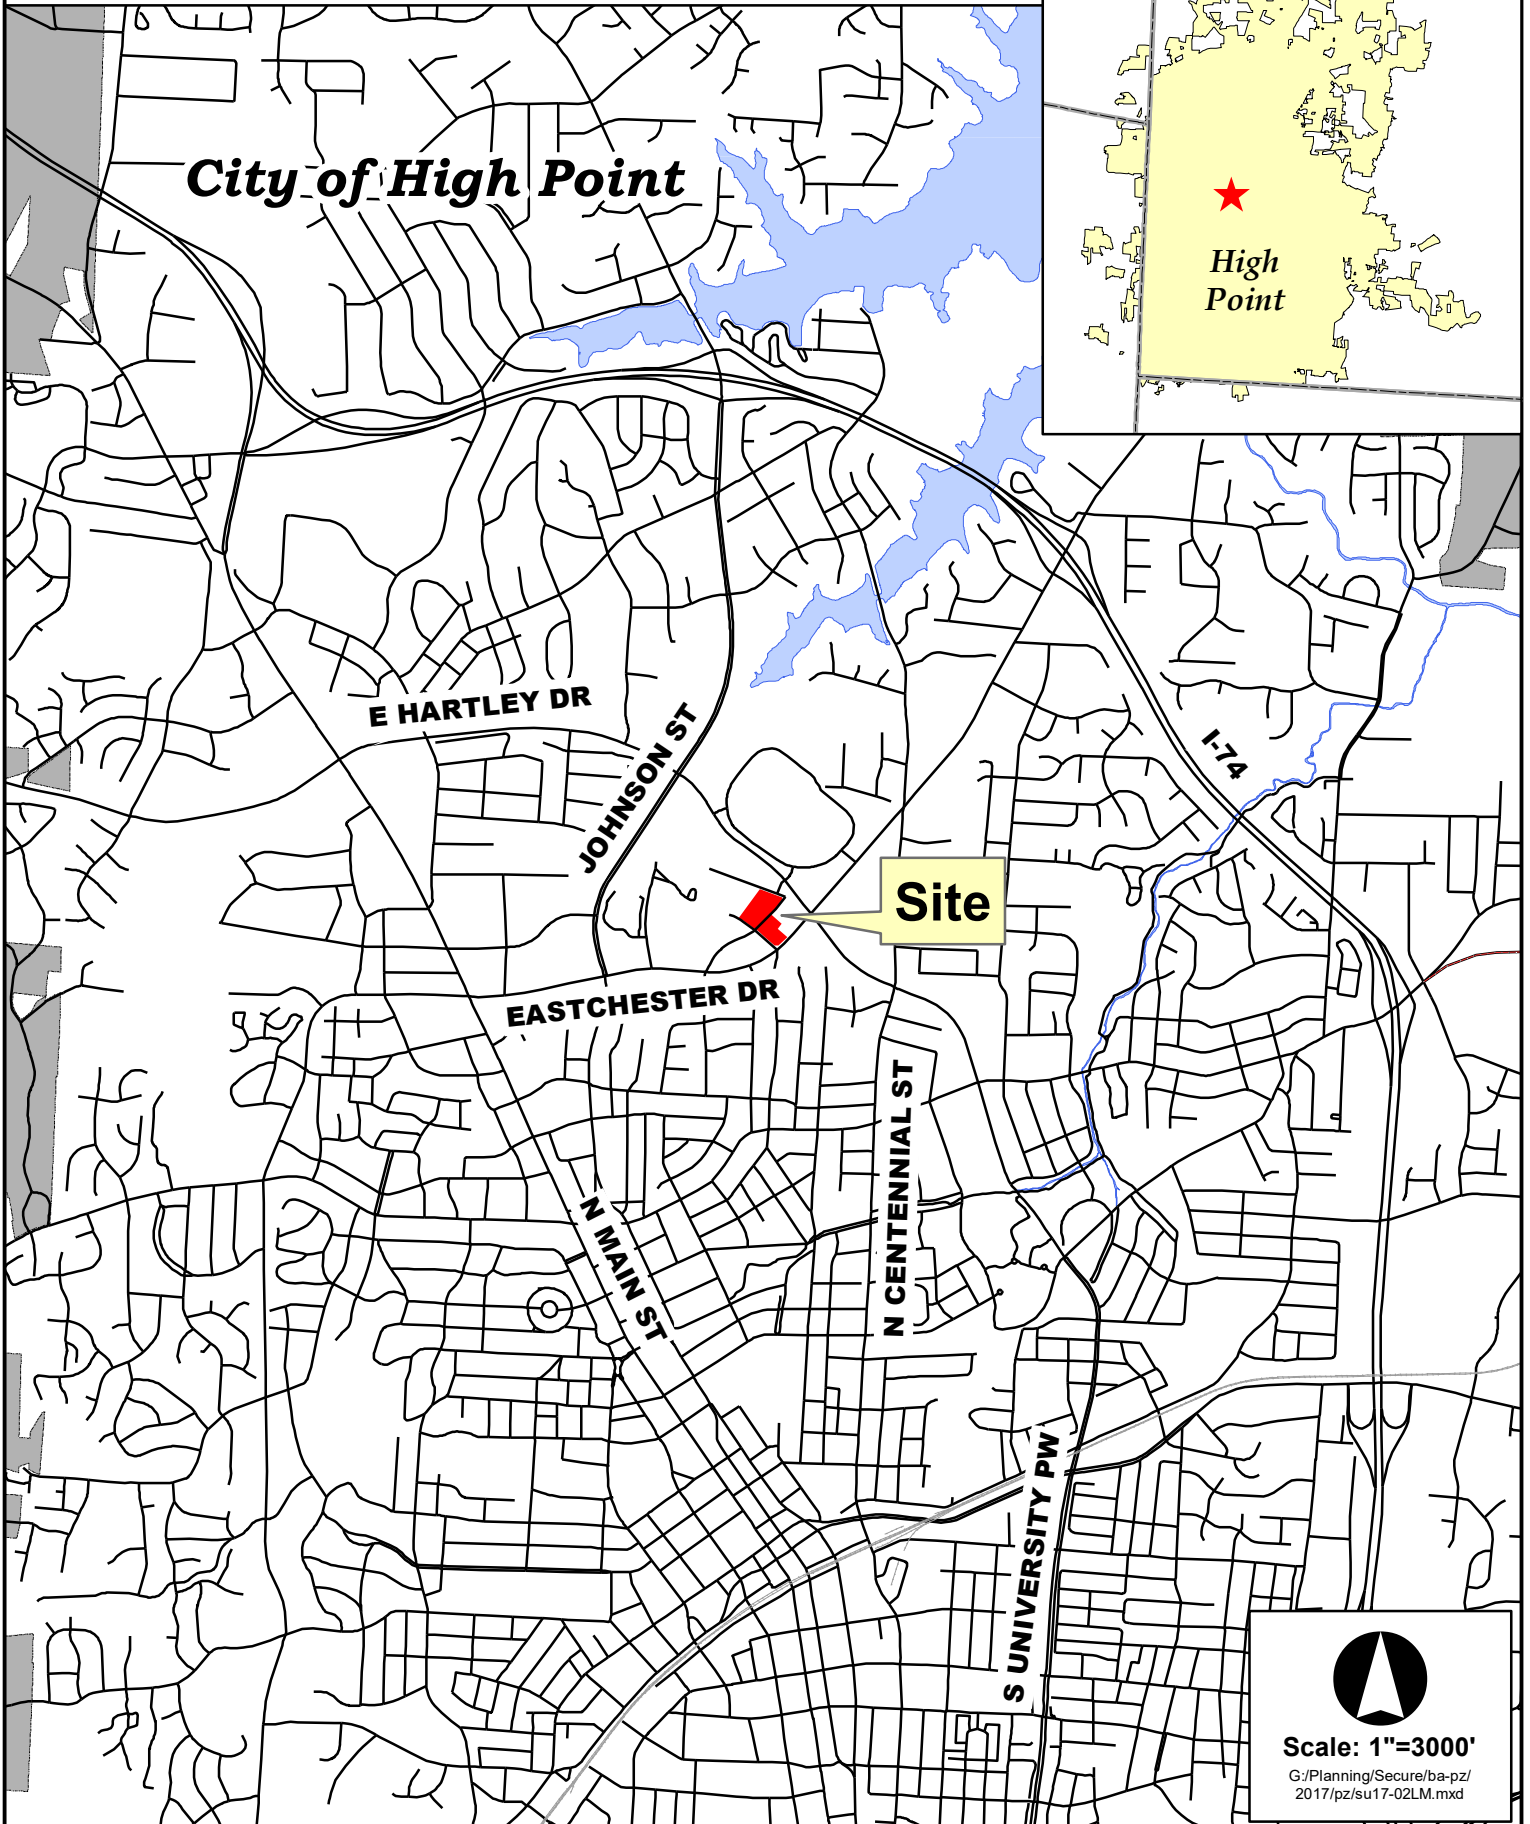 City of High Point
High
Point
E HARTLEY DR
JOHNSON ST
I-74
Site
EASTCHESTER DR
N CENTENNIAL ST
N MAIN ST
S UNIVERSITY PW
Scale: 1"=3000'
G:/Planning/Secure/ba-pz/
2017/pz/su17-02LM.mxd